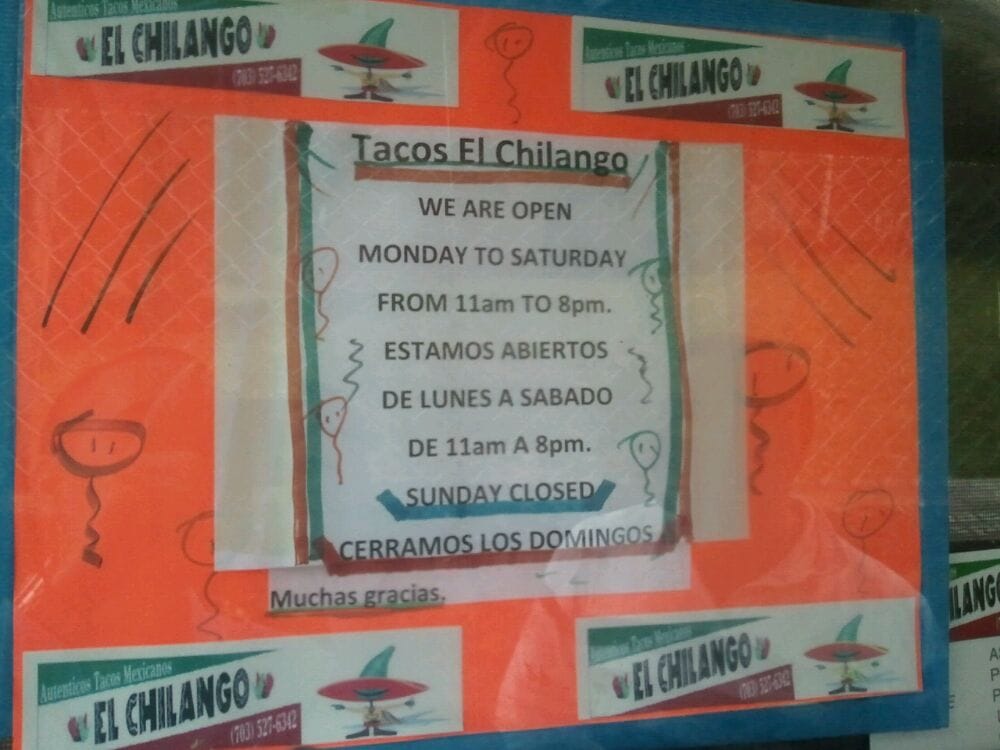 Autenticos Tacos Mexicanos
EL CHILANGO
(703) 527-6342
Autenticos Tacos Mexicanos
EL CHILANGO
(703) 527-6342
Tacos El Chilango
WE ARE OPEN
MONDAY TO SATURDAY
FROM 11am TO 8pm.
ESTAMOS ABIERTOS
DE LUNES A SABADO
DE 11am A 8pm.
SUNDAY CLOSED
CERRAMOS LOS DOMINGOS
Muchas gracias.
Autenticos Tacos Mexicanos
EL CHILANGO
(703) 527-6342
Autenticos Tacos Mexicanos
EL CHILANGO
(703) 527-6342